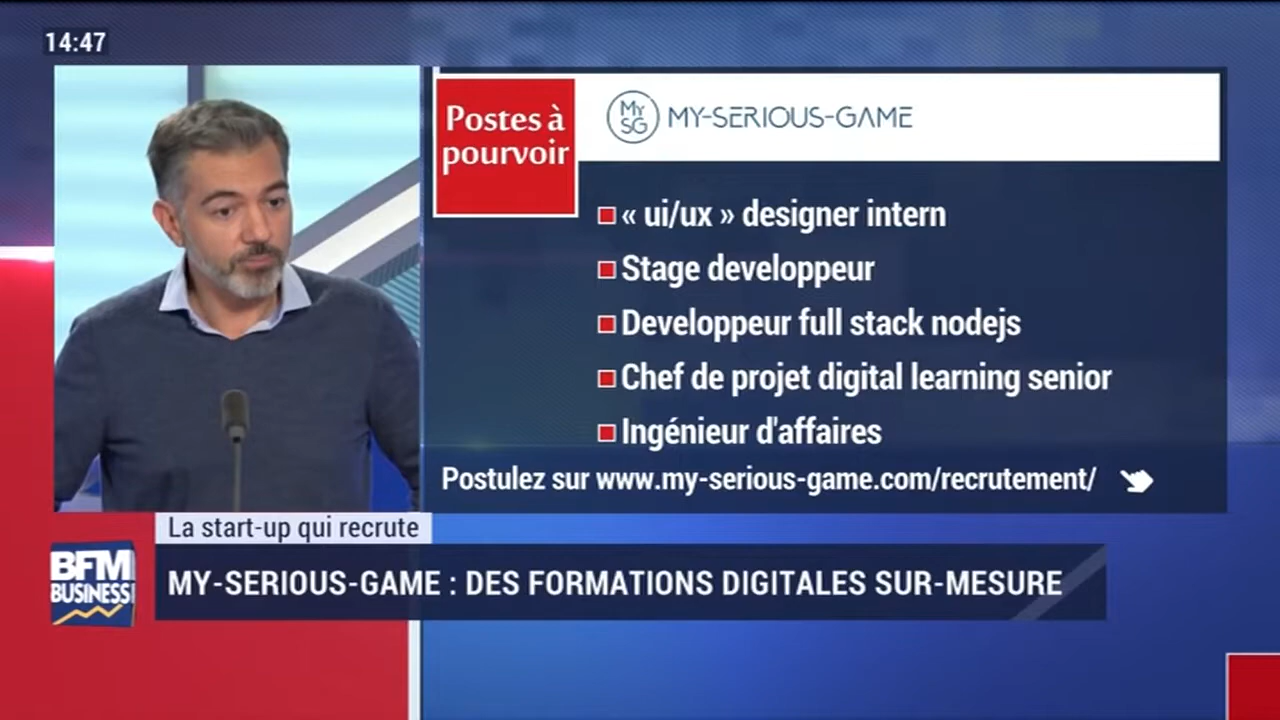 14:47
Postes à
pourvoir
My
SG
MY-SERIOUS-GAME
« ui/ux » designer intern
Stage developpeur
Developpeur full stack nodejs
Chef de projet digital learning senior
Ingénieur d'affaires
Postulez sur www.my-serious-game.com/recrutement/
La start-up qui recrute
BFM
BUSINESS
MY-SERIOUS-GAME : DES FORMATIONS DIGITALES SUR-MESURE